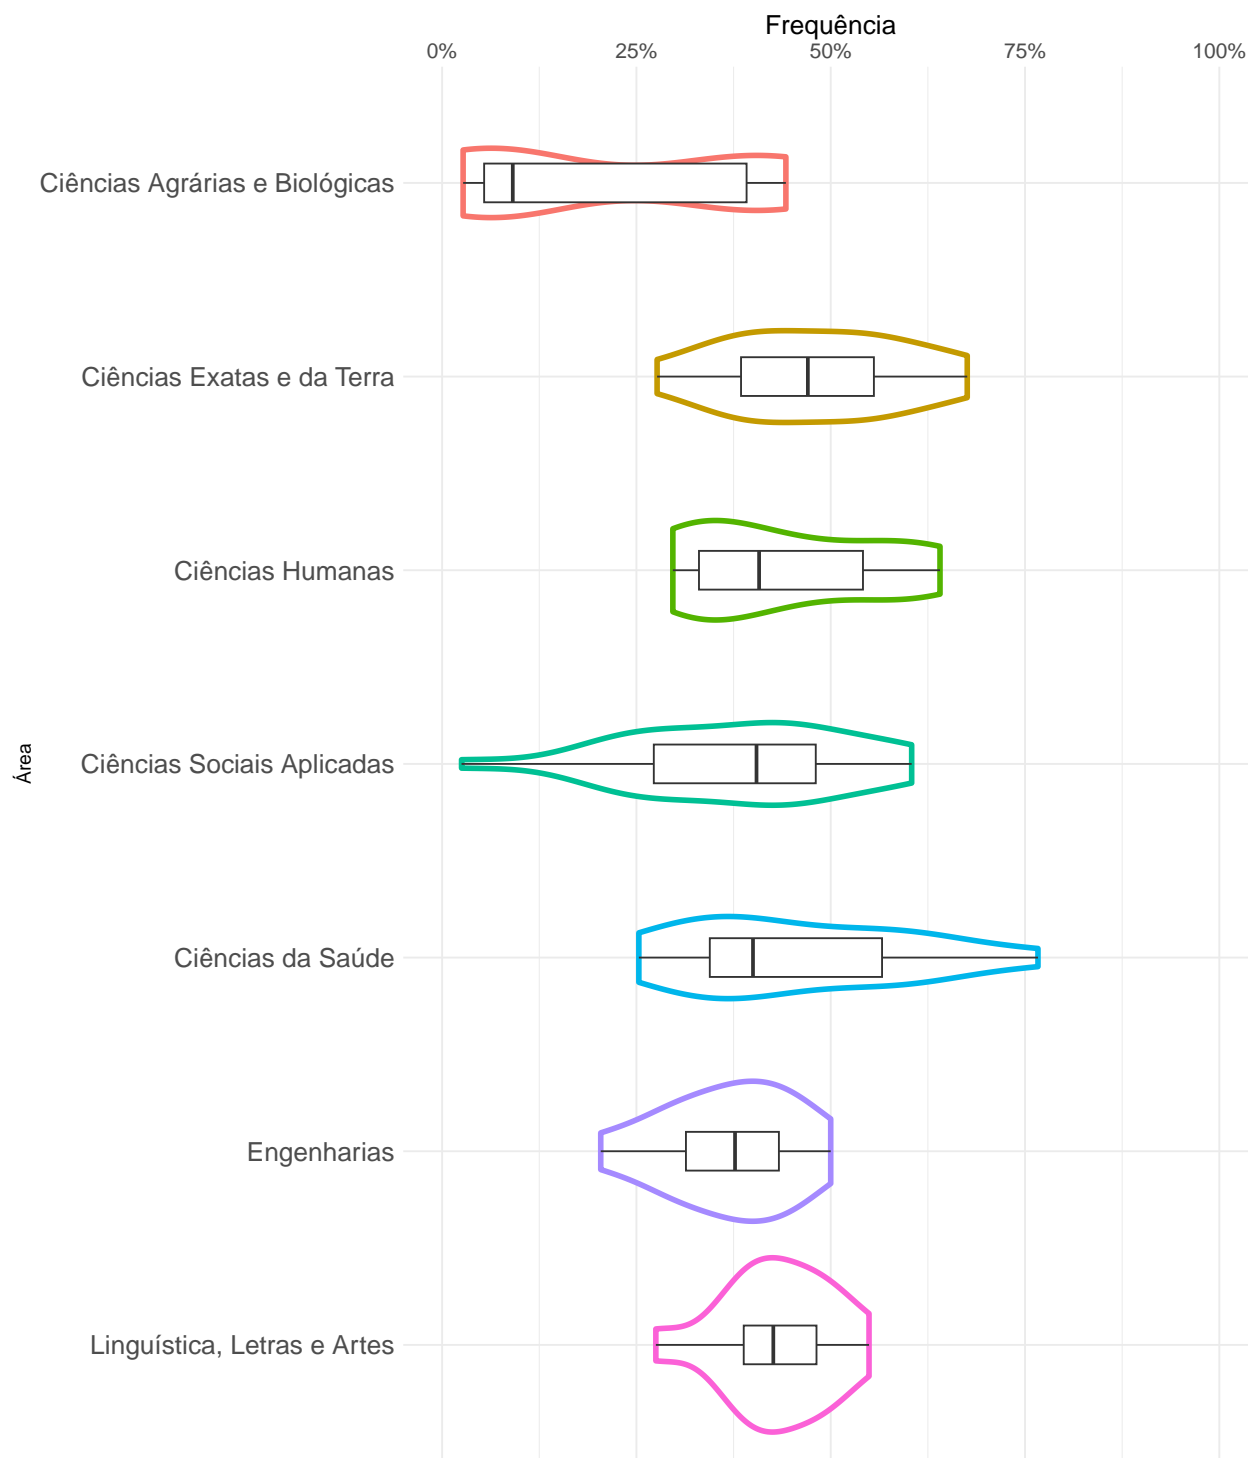 Frequência
0% 25% 50% 75% 100%
Ciências Agrárias e Biológicas
Ciências Exatas e da Terra
Ciências Humanas
Área
Ciências Sociais Aplicadas
Ciências da Saúde
Engenharias
Linguística, Letras e Artes